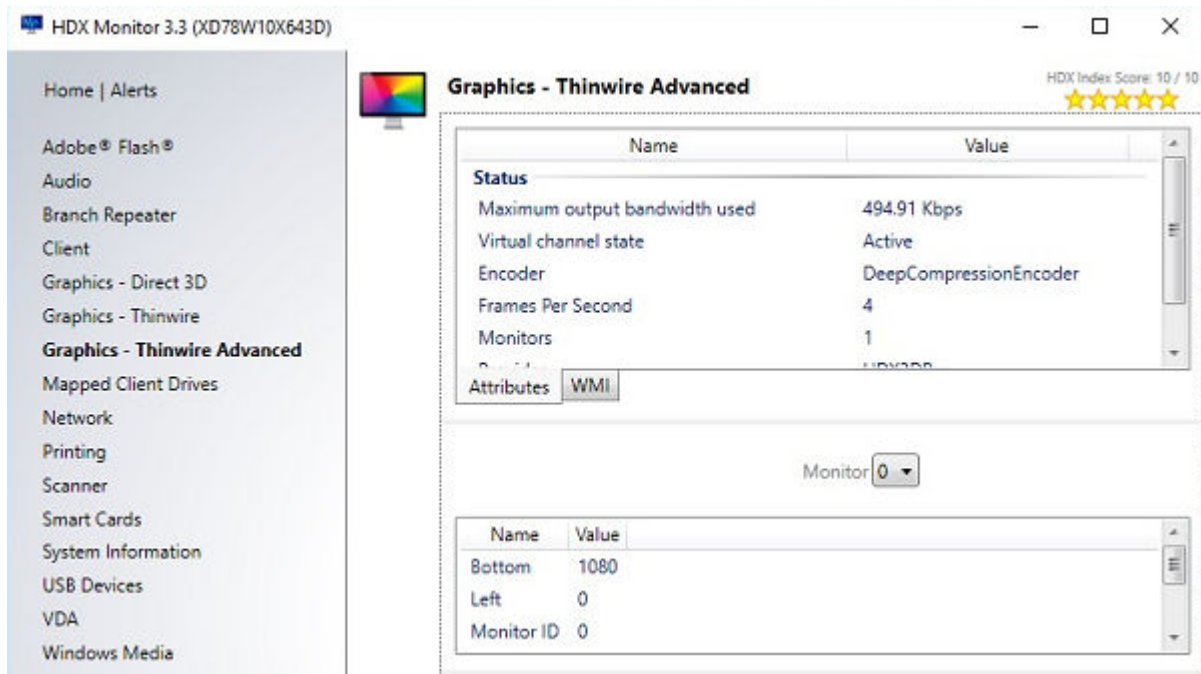 HDX Monitor 3.3 (XD78W10X643D)
Home | Alerts
Adobe® Flash®
Audio
Branch Repeater
Client
Graphics - Direct 3D
Graphics - Thinwire
Graphics - Thinwire Advanced
Mapped Client Drives
Network
Printing
Scanner
Smart Cards
System Information
USB Devices
VDA
Windows Media
Graphics - Thinwire Advanced
HDX Index Score: 10 / 10
Name Value
Status
Maximum output bandwidth used 494.91 Kbps
Virtual channel state Active
Encoder DeepCompressionEncoder
Frames Per Second 4
Monitors 1
Attributes WMI
Monitor 0
Name Value
Bottom 1080
Left 0
Monitor ID 0